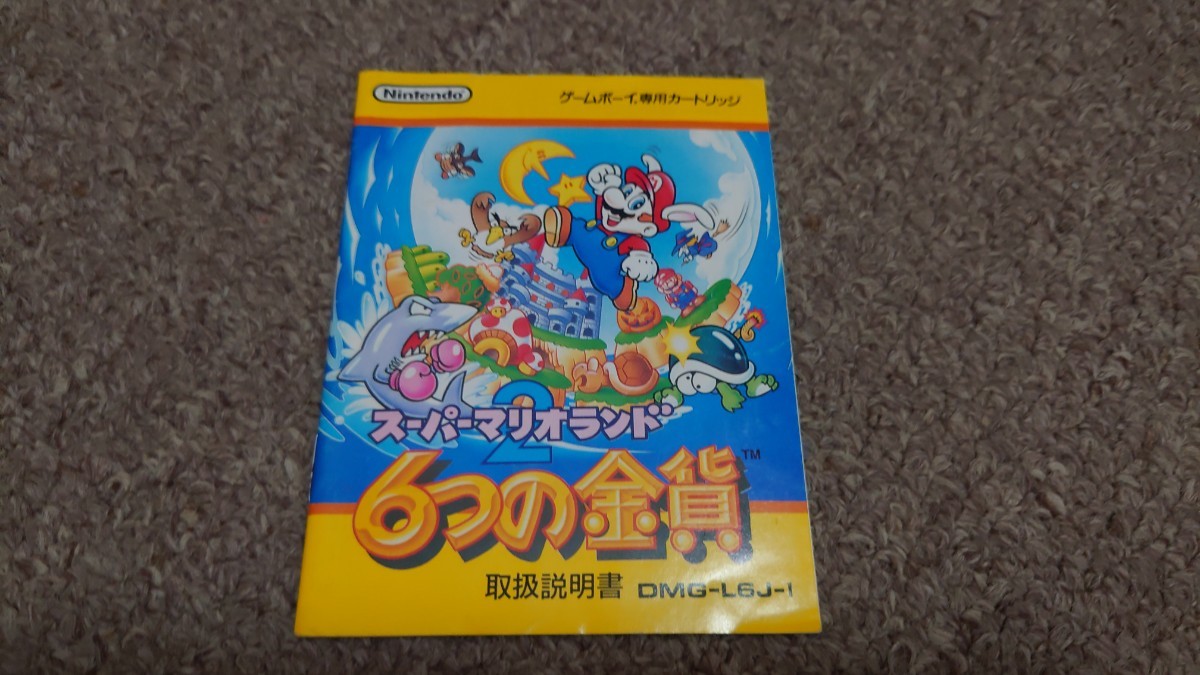 Nintendo
ゲームボーイ専用カートリッジ
スーパーマリオランド
2
6つの金貨
TM
取扱説明書 DMG-L6J-1